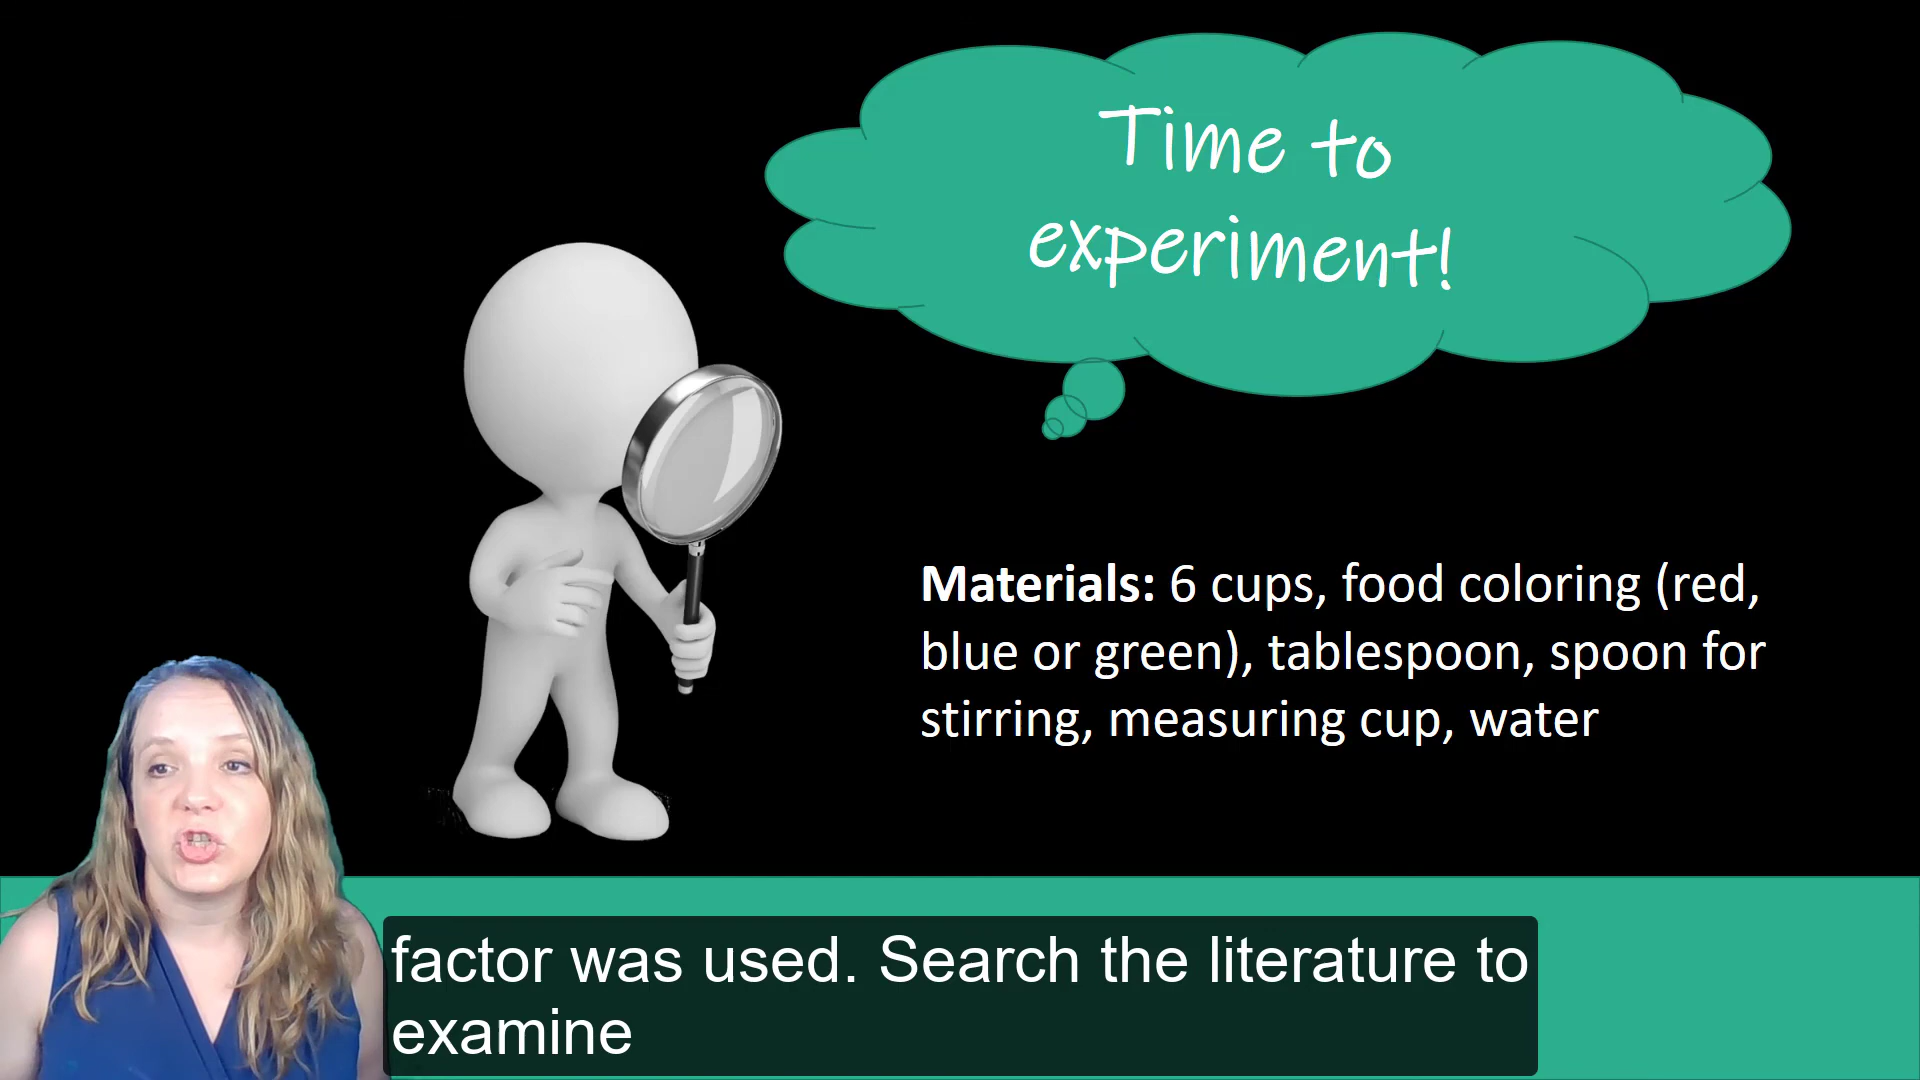 Time to
experiment!
Materials: 6 cups, food coloring (red,
blue or green), tablespoon, spoon for
stirring, measuring cup, water
factor was used. Search the literature to
examine